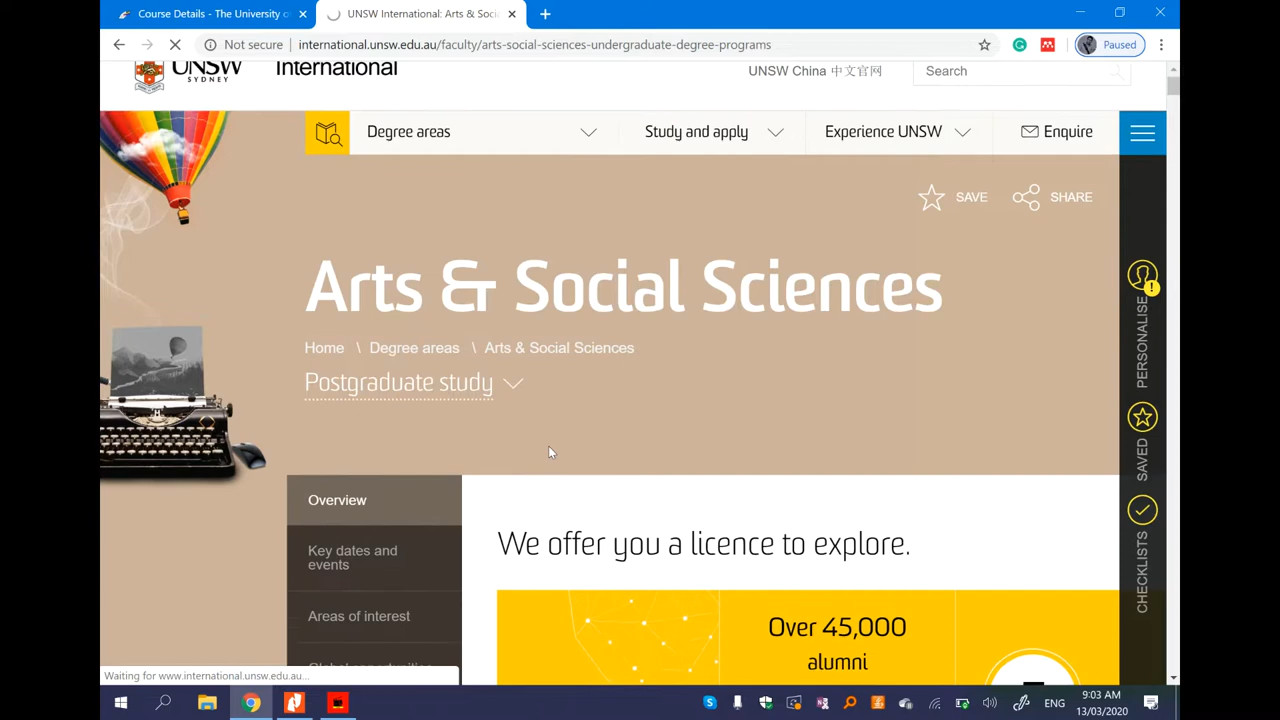 Course Details - The University of
UNSW International: Arts & Soci
Paused
Not secure
international.unsw.edu.au/faculty/arts-social-sciences-undergraduate-degree-programs
UNSW
SYDNEY
International
UNSW China 中文官网
Search
Degree areas
Study and apply
Experience UNSW
Enquire
SAVE
SHARE
Arts & Social Sciences
Home \ Degree areas \ Arts & Social Sciences
Postgraduate study
PERSONALISE
SAVED
CHECKLISTS
Overview
Key dates and
events
Areas of interest
Global opportunities
We offer you a licence to explore.
Over 45,000
alumni
Waiting for www.international.unsw.edu.au...
ENG
9:03 AM
13/03/2020